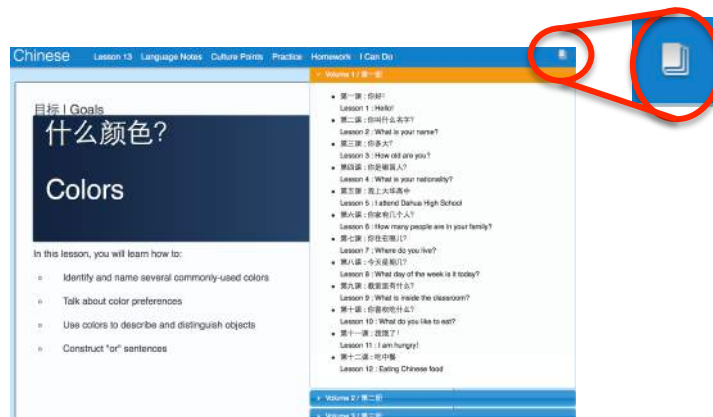 Chinese Lesson 13 Language Notes Culture Points Practice Homework I Can Do
目标 | Goals
什么颜色?
Colors
In this lesson, you will learn how to:
Identify and name several commonly-used colors
Talk about color preferences
Use colors to describe and distinguish objects
Construct "or" sentences
Volume 1 / 第一册
第一课 : 你好!
Lesson 1 : Hello!
第二课 : 你叫什么名字?
Lesson 2 : What is your name?
第三课 : 你多大?
Lesson 3 : How old are you?
第四课 : 你是哪国人?
Lesson 4 : What is your nationality?
第五课 : 我上大华高中
Lesson 5 : I attend Dahua High School
第六课 : 你家有几个人?
Lesson 6 : How many people are in your family?
第七课 : 你住在哪儿?
Lesson 7 : Where do you live?
第八课 : 今天星期几?
Lesson 8 : What day of the week is it today?
第九课 : 教室里有什么?
Lesson 9 : What is inside the classroom?
第十课 : 你喜欢吃什么?
Lesson 10 : What do you like to eat?
第十一课 : 我饿了!
Lesson 11 : I am hungry!
第十二课 : 吃中餐
Lesson 12 : Eating Chinese food
Volume 2 / 第二册
Volume 3 / 第三册